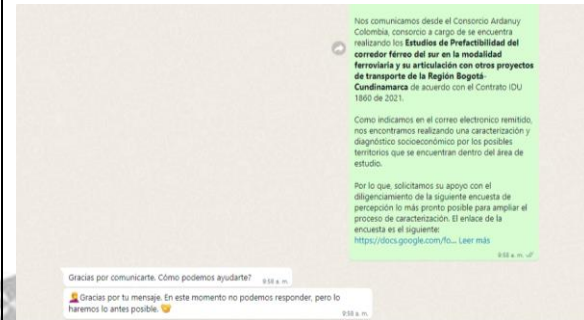 Nos comunicamos desde el Consorcio Ardanuy
Colombia, consorcio a cargo de se encuentra
realizando los Estudios de Prefactibilidad del
corredor férreo del sur en la modalidad
ferroviaria y su articulación con otros proyectos
de transporte de la Región Bogotá-
Cundinamarca de acuerdo con el Contrato IDU
1860 de 2021.
Como indicamos en el correo electronico remitido,
nos encontramos realizando una caracterización y
diagnóstico socioeconómico por los posibles
territorios que se encuentran dentro del área de
estudio.
Por lo que, solicitamos su apoyo con el
diligenciamiento de la siguiente encuesta de
percepción lo más pronto posible para ampliar el
proceso de caracterización. El enlace de la
encuesta es el siguiente:
https://docs.google.com/fo... Leer más
9:58 a. m.
Gracias por comunicarte. Cómo podemos ayudarte?
9:58 a. m.
Gracias por tu mensaje. En este momento no podemos responder, pero lo
haremos lo antes posible.
9:58 a. m.